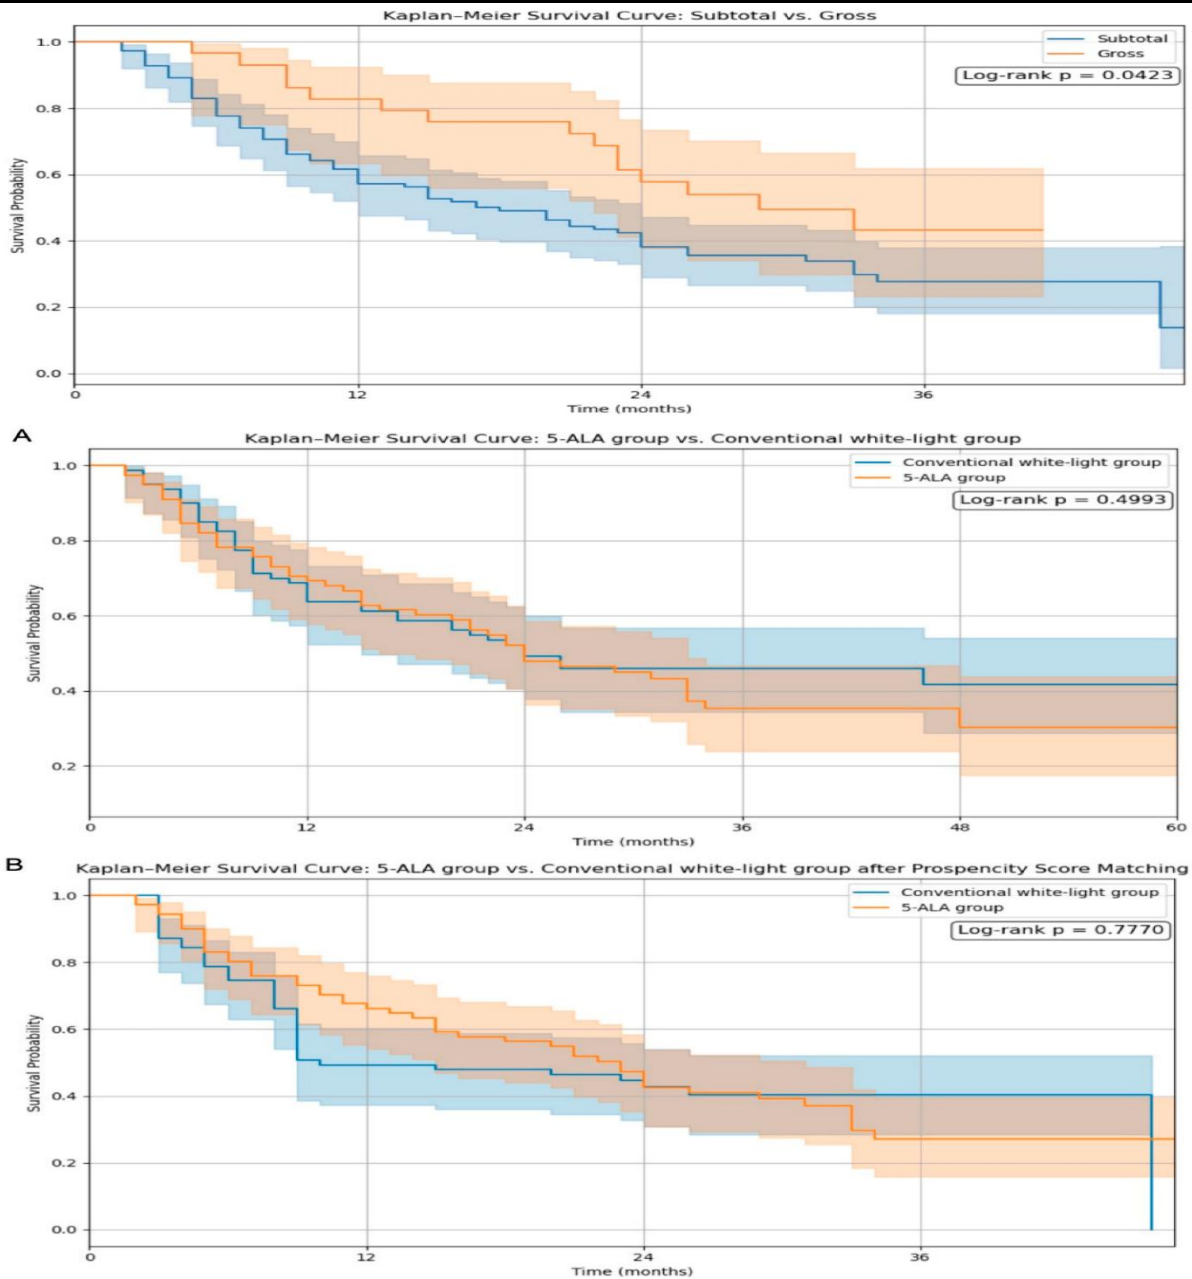 Kaplan–Meier Survival Curve: Subtotal vs. Gross
Subtotal
Gross
Log-rank p = 0.0423
1.0
0.8
0.6
0.4
0.2
0.0
Survival Probability
0 12 24 36
Time (months)
A
Kaplan–Meier Survival Curve: 5-ALA group vs. Conventional white-light group
Conventional white-light group
5-ALA group
Log-rank p = 0.4993
1.0
0.8
0.6
0.4
0.2
Survival Probability
0 12 24 36 48 60
Time (months)
B
Kaplan–Meier Survival Curve: 5-ALA group vs. Conventional white-light group after Prospencity Score Matching
Conventional white-light group
5-ALA group
Log-rank p = 0.7770
1.0
0.8
0.6
0.4
0.2
0.0
Survival Probability
0 12 24 36
Time (months)